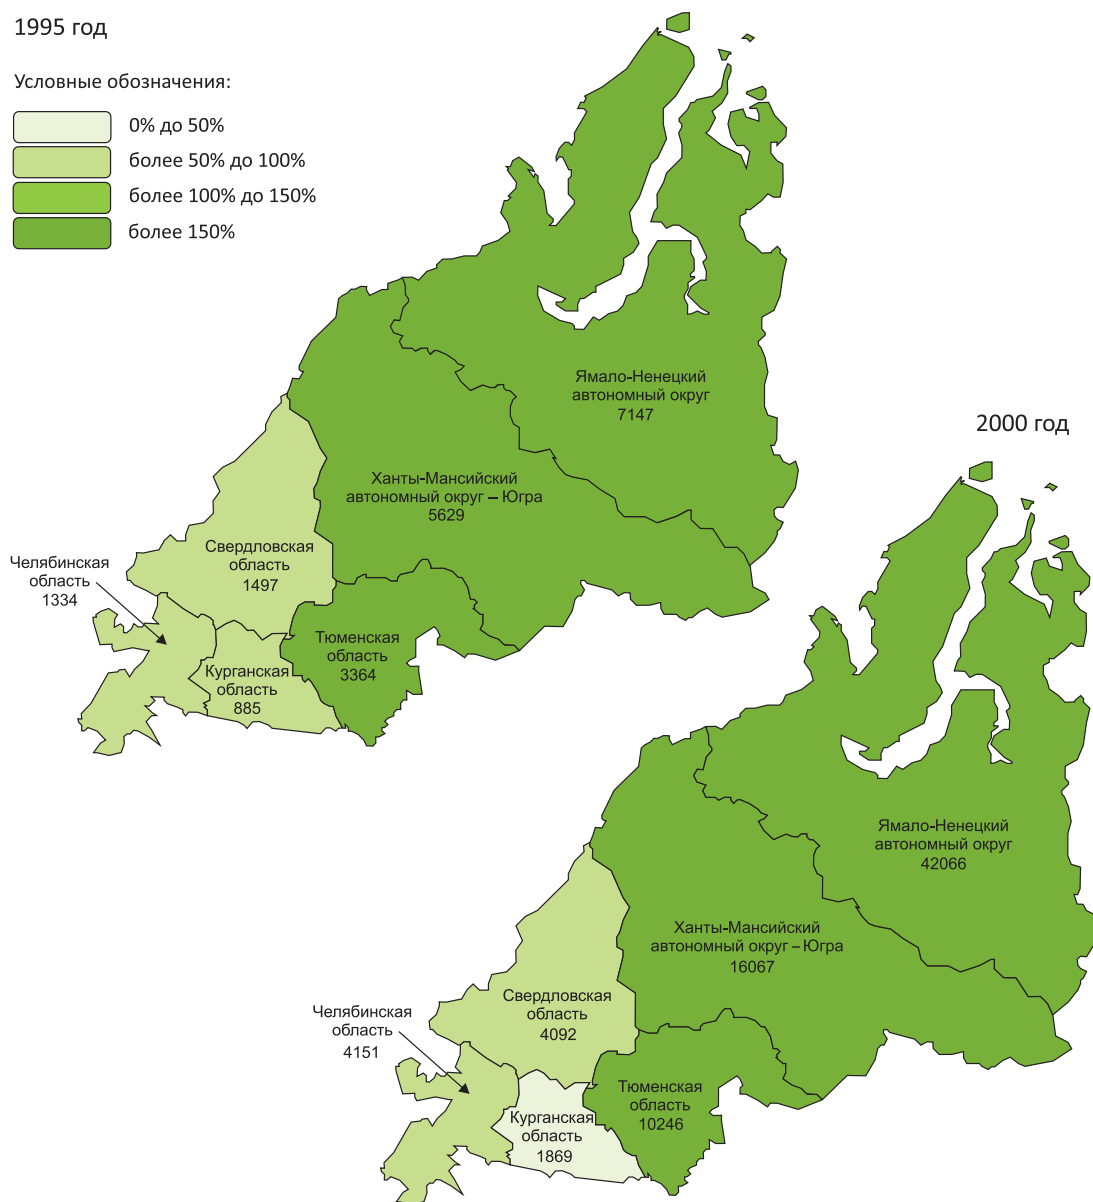 1995 год
Условные обозначения:
0% до 50%
более 50% до 100%
более 100% до 150%
более 150%
Ямало-Ненецкий
автономный округ
7147
Ханты-Мансийский
автономный округ – Югра
5629
Свердловская
область
1497
Челябинская
область
1334
Тюменская
область
3364
Курганская
область
885
2000 год
Ямало-Ненецкий
автономный округ
42066
Ханты-Мансийский
автономный округ – Югра
16067
Свердловская
область
4092
Челябинская
область
4151
Тюменская
область
10246
Курганская
область
1869